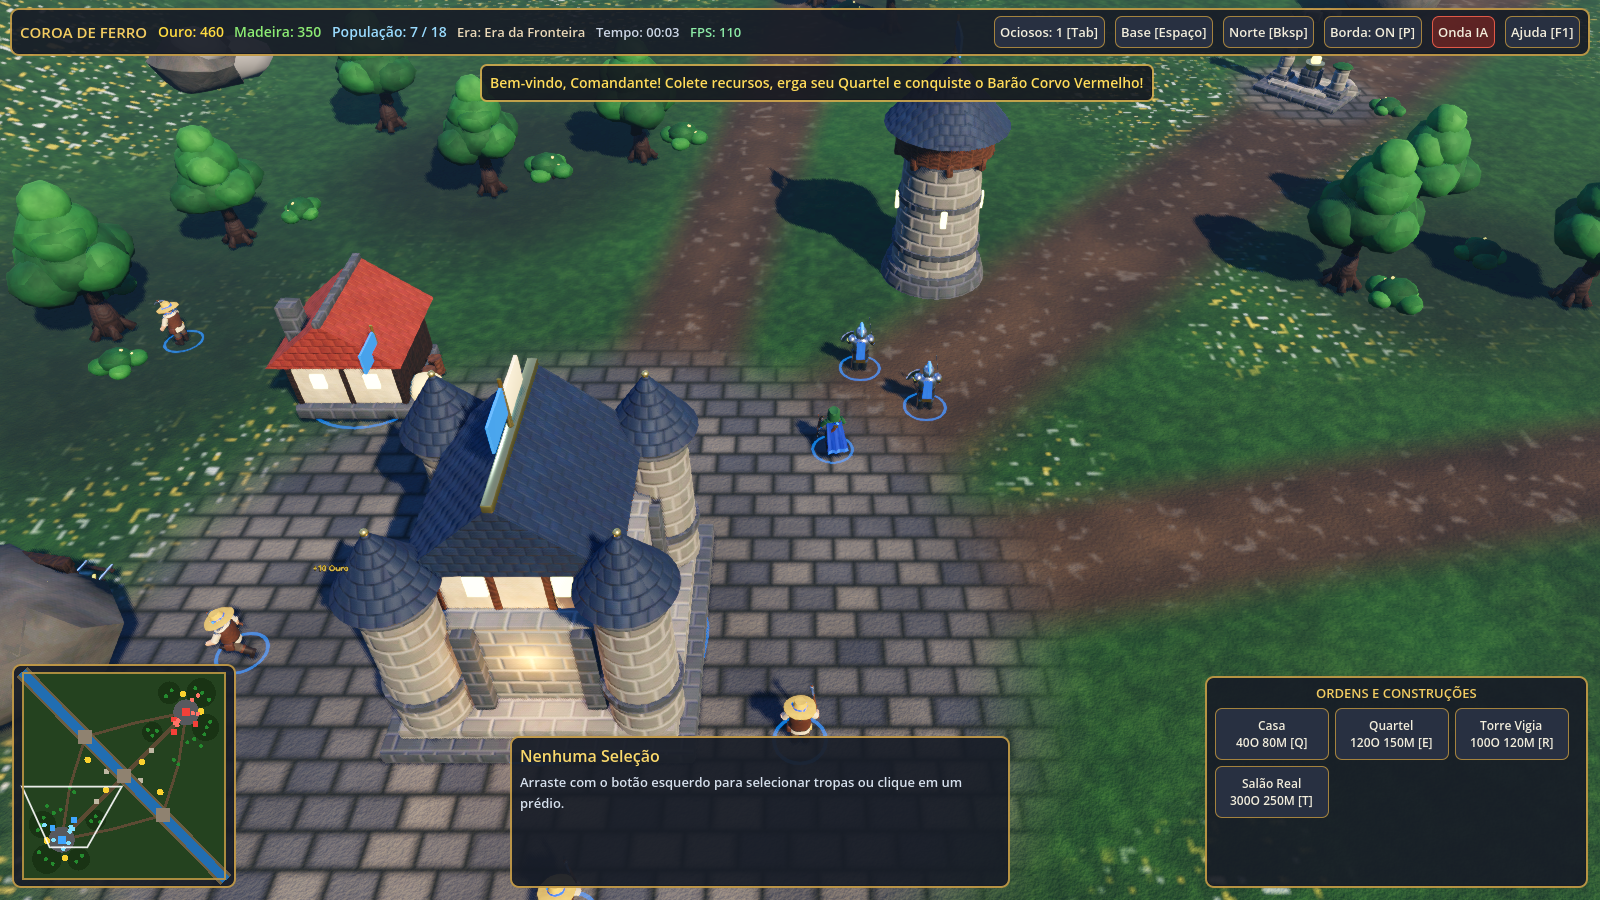 COROA DE FERRO Ouro: 460 Madeira: 350 População: 7 / 18 Era: Era da Fronteira Tempo: 00:03 FPS: 110 Ociosos: 1 [Tab] Base [Espaço] Norte [Bksp] Borda: ON [P] Onda IA Ajuda [F1]
Bem-vindo, Comandante! Colete recursos, erga seu Quartel e conquiste o Barão Corvo Vermelho!
+10 Ouro
Nenhuma Seleção
Arraste com o botão esquerdo para selecionar tropas ou clique em um
prédio.
ORDENS E CONSTRUÇÕES
Casa
40O 80M [Q]
Quartel
120O 150M [E]
Torre Vigia
100O 120M [R]
Salão Real
300O 250M [T]